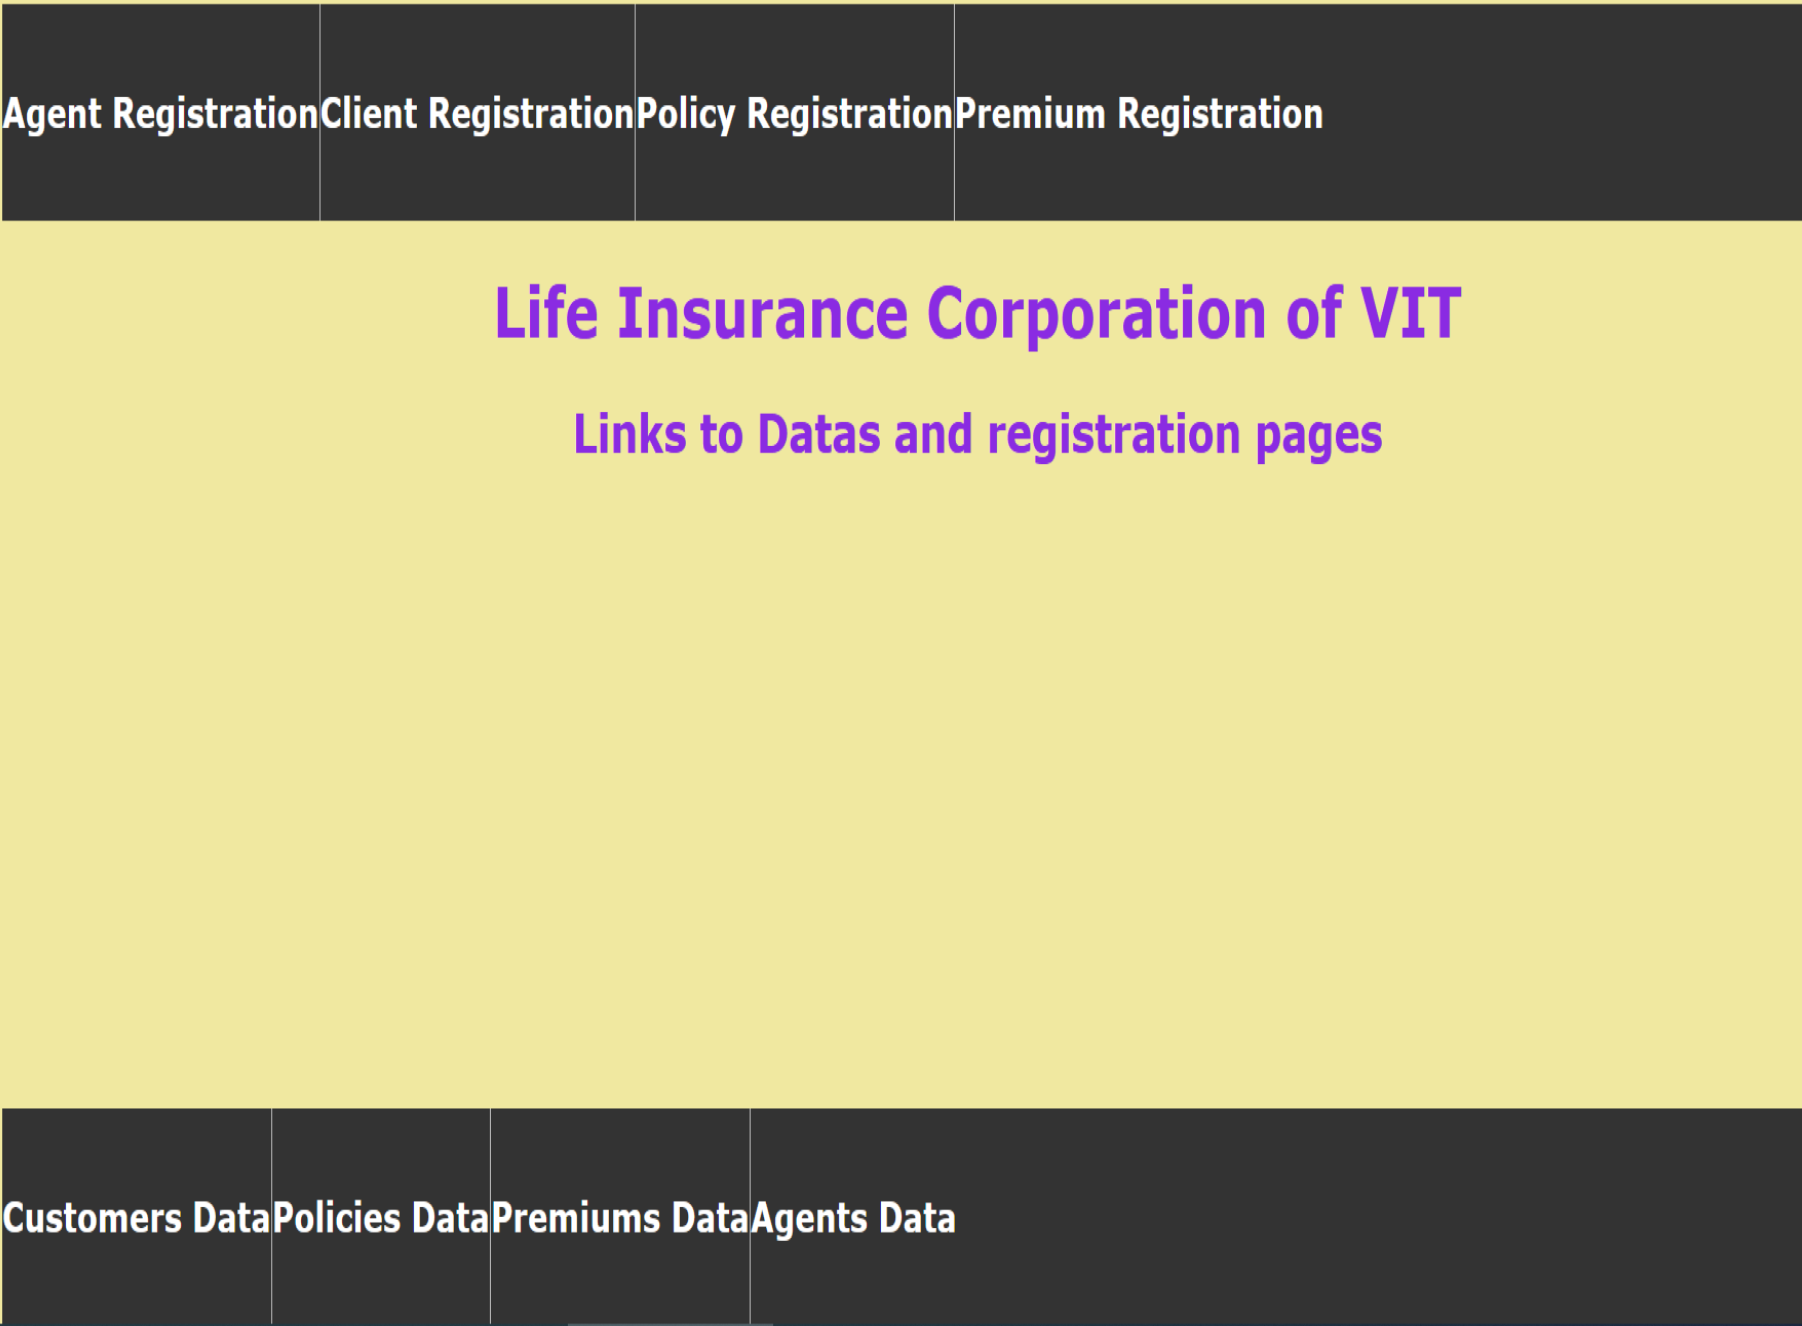 Agent Registration Client Registration Policy Registration Premium Registration
Life Insurance Corporation of VIT
Links to Datas and registration pages
Customers Data Policies Data Premiums Data Agents Data